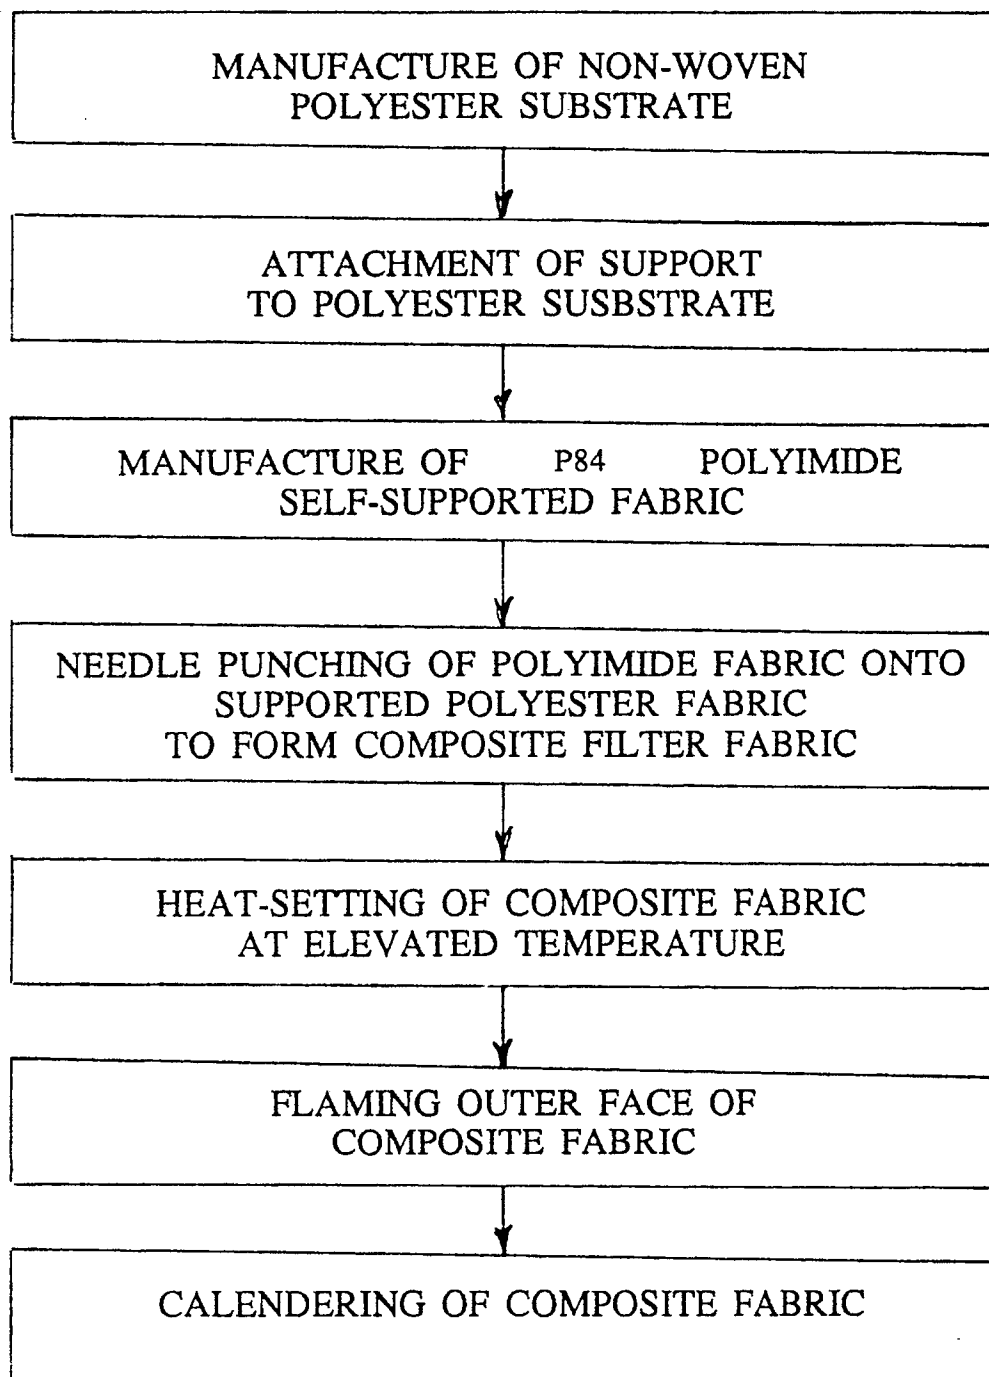 MANUFACTURE OF NON-WOVEN
POLYESTER SUBSTRATE
ATTACHMENT OF SUPPORT
TO POLYESTER SUSBSTRATE
MANUFACTURE OF P84 POLYIMIDE
SELF-SUPPORTED FABRIC
NEEDLE PUNCHING OF POLYIMIDE FABRIC ONTO
SUPPORTED POLYESTER FABRIC
TO FORM COMPOSITE FILTER FABRIC
HEAT-SETTING OF COMPOSITE FABRIC
AT ELEVATED TEMPERATURE
FLAMING OUTER FACE OF
COMPOSITE FABRIC
CALENDERING OF COMPOSITE FABRIC